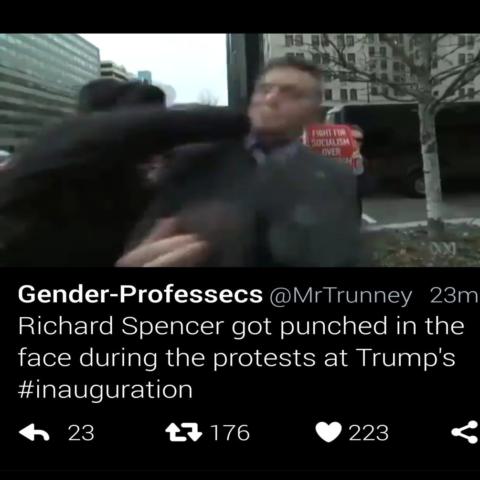 FIGHT FOR
SOCIALISM
OVER
Gender-Professecs @MrTrunney 23m
Richard Spencer got punched in the
face during the protests at Trump's
#inauguration
23 176 223